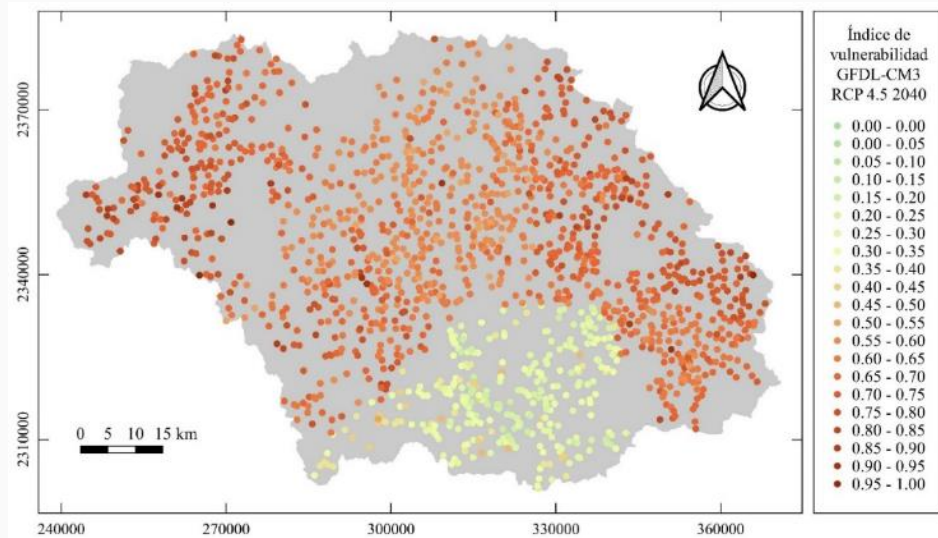 Índice de
vulnerabilidad
GFDL-CM3
RCP 4.5 2040
0.00 - 0.00
0.00 - 0.05
0.05 - 0.10
0.10 - 0.15
0.15 - 0.20
0.20 - 0.25
0.25 - 0.30
0.30 - 0.35
0.35 - 0.40
0.40 - 0.45
0.45 - 0.50
0.50 - 0.55
0.55 - 0.60
0.60 - 0.65
0.65 - 0.70
0.70 - 0.75
0.75 - 0.80
0.80 - 0.85
0.85 - 0.90
0.90 - 0.95
0.95 - 1.00
2370000
2340000
2310000
0 5 10 15 km
240000 270000 300000 330000 360000